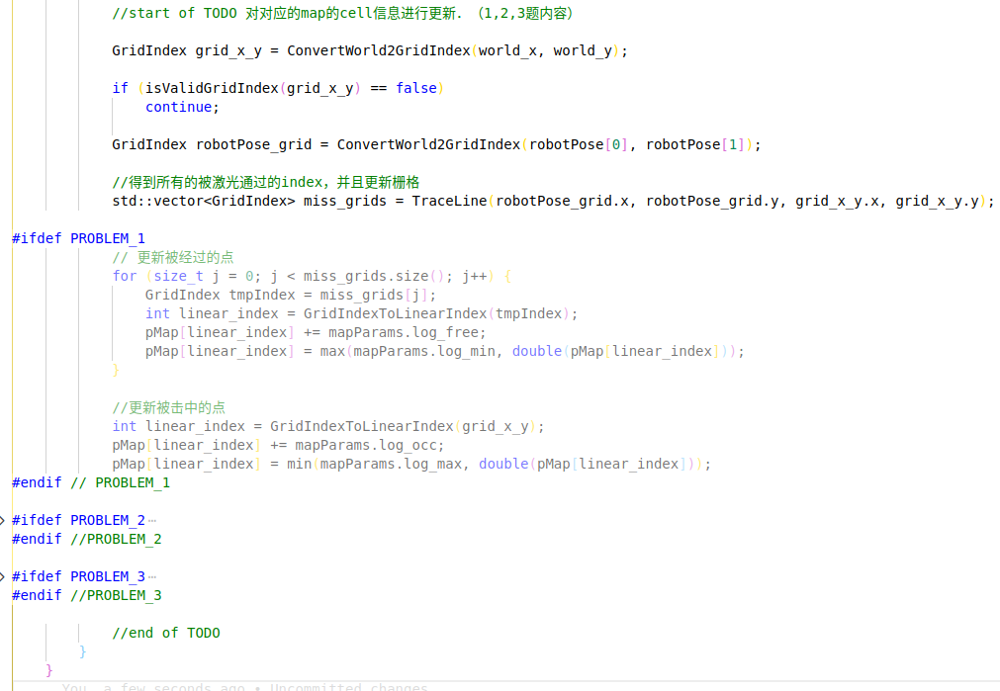 //start of TODO 对对应的map的cell信息进行更新. （1,2,3题内容）
GridIndex grid_x_y = ConvertWorld2GridIndex(world_x, world_y);
if (isValidGridIndex(grid_x_y) == false)
continue;
GridIndex robotPose_grid = ConvertWorld2GridIndex(robotPose[0], robotPose[1]);
//得到所有的被激光通过的index，并且更新栅格
std::vector<GridIndex> miss_grids = TraceLine(robotPose_grid.x, robotPose_grid.y, grid_x_y.x, grid_x_y.y);
#ifdef PROBLEM_1
// 更新被经过的点
for (size_t j = 0; j < miss_grids.size(); j++) {
GridIndex tmpIndex = miss_grids[j];
int linear_index = GridIndexToLinearIndex(tmpIndex);
pMap[linear_index] += mapParams.log_free;
pMap[linear_index] = max(mapParams.log_min, double(pMap[linear_index]));
}
//更新被击中的点
int linear_index = GridIndexToLinearIndex(grid_x_y);
pMap[linear_index] += mapParams.log_occ;
pMap[linear_index] = min(mapParams.log_max, double(pMap[linear_index]));
#endif // PROBLEM_1
#ifdef PROBLEM_2 ⋯
#endif //PROBLEM_2
#ifdef PROBLEM_3 ⋯
#endif //PROBLEM_3
//end of TODO
}
}
You, a few seconds ago • Uncommitted changes